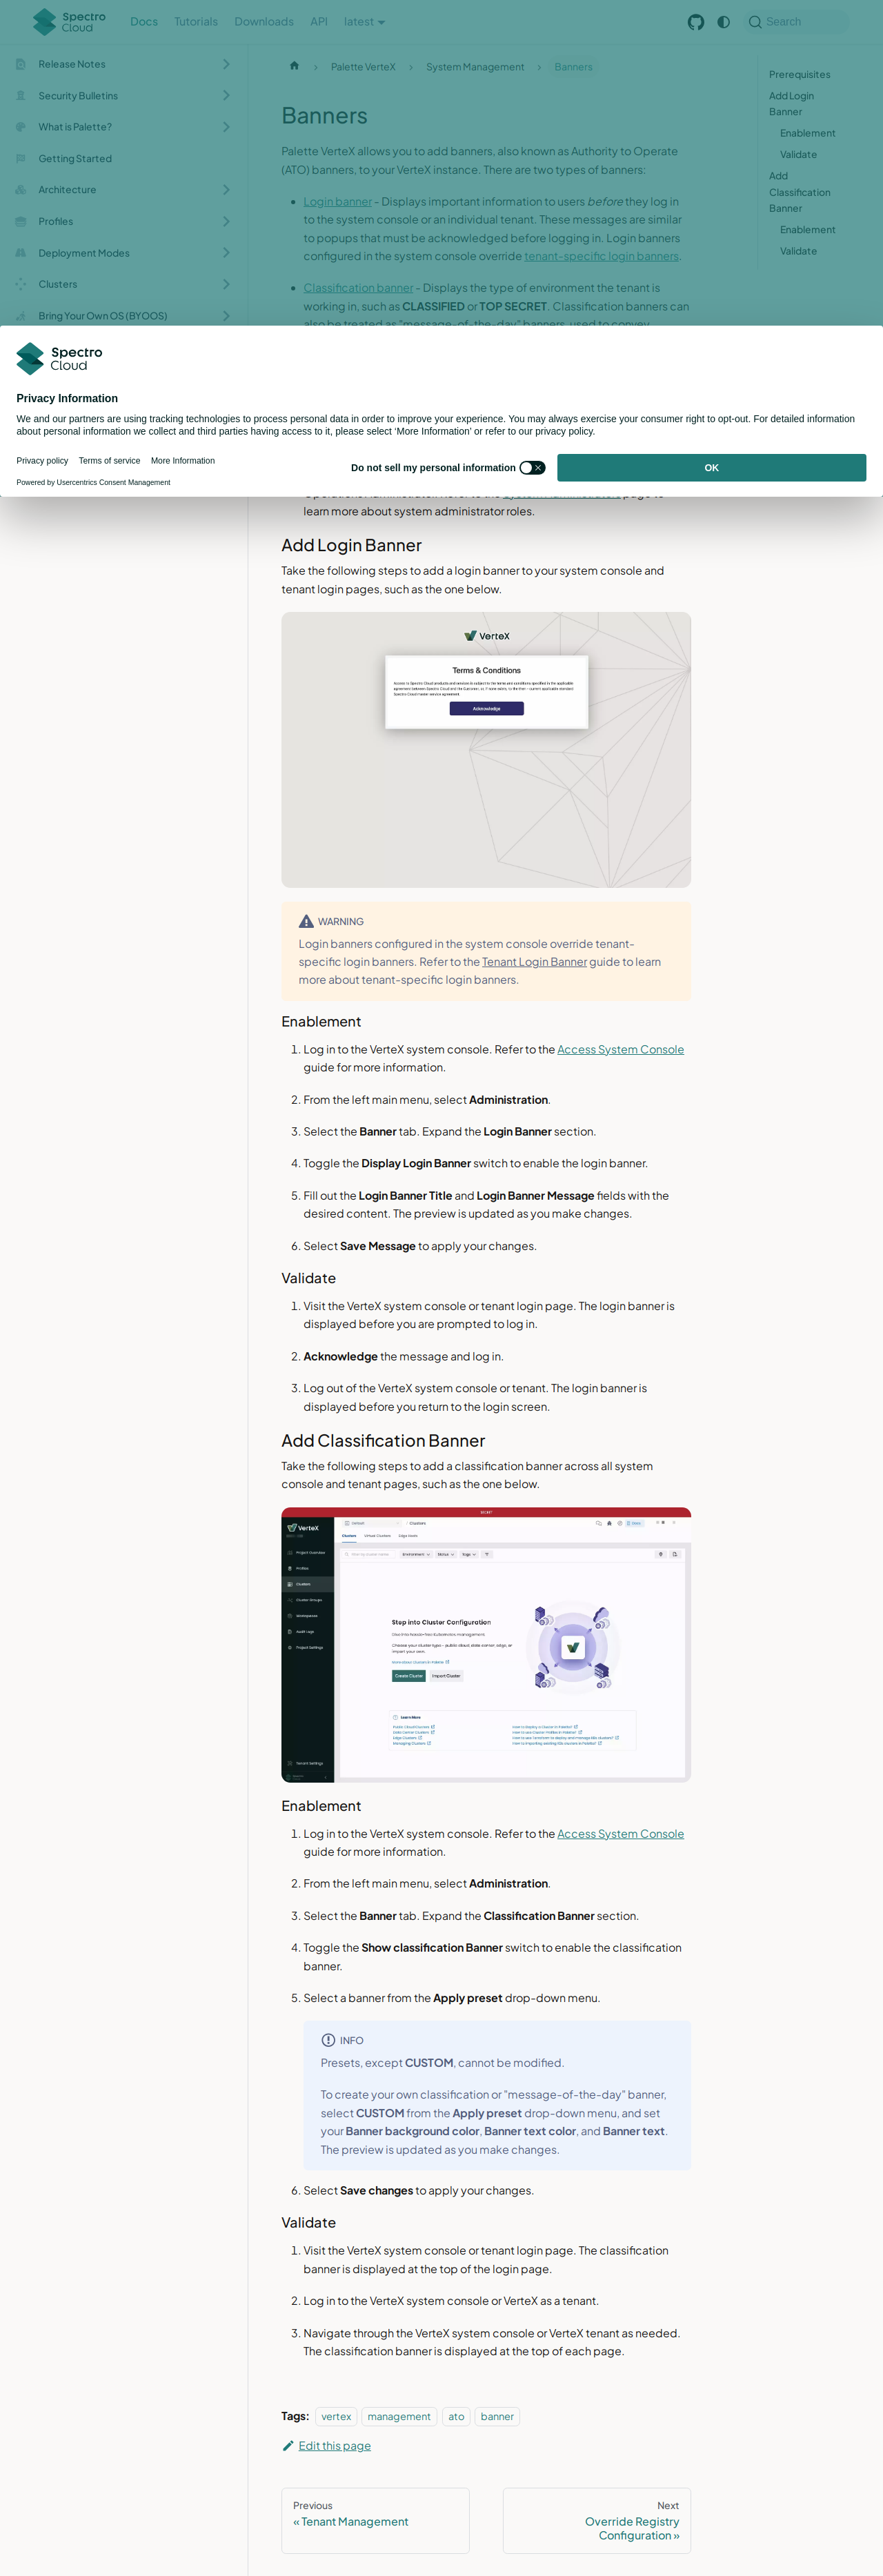 Spectro Cloud
Docs
Tutorials
Downloads
API
latest
Search
Release Notes
Security Bulletins
What is Palette?
Getting Started
Architecture
Profiles
Deployment Modes
Clusters
Bring Your Own OS (BYOOS)
Palette VerteX
System Management
Banners
Prerequisites
Add Login
Banner
Enablement
Validate
Add
Classification
Banner
Enablement
Validate
Banners
Palette VerteX allows you to add banners, also known as Authority to Operate
(ATO) banners, to your VerteX instance. There are two types of banners:
Login banner - Displays important information to users before they log in
to the system console or an individual tenant. These messages are similar
to popups that must be acknowledged before logging in. Login banners
configured in the system console override tenant-specific login banners.
Classification banner - Displays the type of environment the tenant is
working in, such as CLASSIFIED or TOP SECRET. Classification banners can
also be treated as "message-of-the-day" banners, used to convey
Spectro Cloud
Privacy Information
We and our partners are using tracking technologies to process personal data in order to improve your experience. You may always exercise your consumer right to opt-out. For detailed information
about personal information we collect and third parties having access to it, please select ‘More Information’ or refer to our privacy policy.
Privacy policy
Terms of service
More Information
Do not sell my personal information
OK
Powered by Usercentrics Consent Management
learn more about system administrator roles.
Add Login Banner
Take the following steps to add a login banner to your system console and
tenant login pages, such as the one below.
VerteX
Terms & Conditions
Acknowledge
WARNING
Login banners configured in the system console override tenant-
specific login banners. Refer to the Tenant Login Banner guide to learn
more about tenant-specific login banners.
Enablement
1. Log in to the VerteX system console. Refer to the Access System Console
guide for more information.
2. From the left main menu, select Administration.
3. Select the Banner tab. Expand the Login Banner section.
4. Toggle the Display Login Banner switch to enable the login banner.
5. Fill out the Login Banner Title and Login Banner Message fields with the
desired content. The preview is updated as you make changes.
6. Select Save Message to apply your changes.
Validate
1. Visit the VerteX system console or tenant login page. The login banner is
displayed before you are prompted to log in.
2. Acknowledge the message and log in.
3. Log out of the VerteX system console or tenant. The login banner is
displayed before you return to the login screen.
Add Classification Banner
Take the following steps to add a classification banner across all system
console and tenant pages, such as the one below.
SECRET
VerteX
Clusters
Virtual Clusters
Edge Hosts
Project Overview
Profiles
Clusters
Cluster Groups
Workspaces
Audit Logs
Project Settings
Step into Cluster Configuration
Create Cluster
Import Cluster
Learn More
Tenant Settings
Enablement
1. Log in to the VerteX system console. Refer to the Access System Console
guide for more information.
2. From the left main menu, select Administration.
3. Select the Banner tab. Expand the Classification Banner section.
4. Toggle the Show classification Banner switch to enable the classification
banner.
5. Select a banner from the Apply preset drop-down menu.
INFO
Presets, except CUSTOM, cannot be modified.
To create your own classification or "message-of-the-day" banner,
select CUSTOM from the Apply preset drop-down menu, and set
your Banner background color, Banner text color, and Banner text.
The preview is updated as you make changes.
6. Select Save changes to apply your changes.
Validate
1. Visit the VerteX system console or tenant login page. The classification
banner is displayed at the top of the login page.
2. Log in to the VerteX system console or VerteX as a tenant.
3. Navigate through the VerteX system console or VerteX tenant as needed.
The classification banner is displayed at the top of each page.
Tags: vertex management ato banner
Edit this page
Previous
« Tenant Management
Next
Override Registry
Configuration »